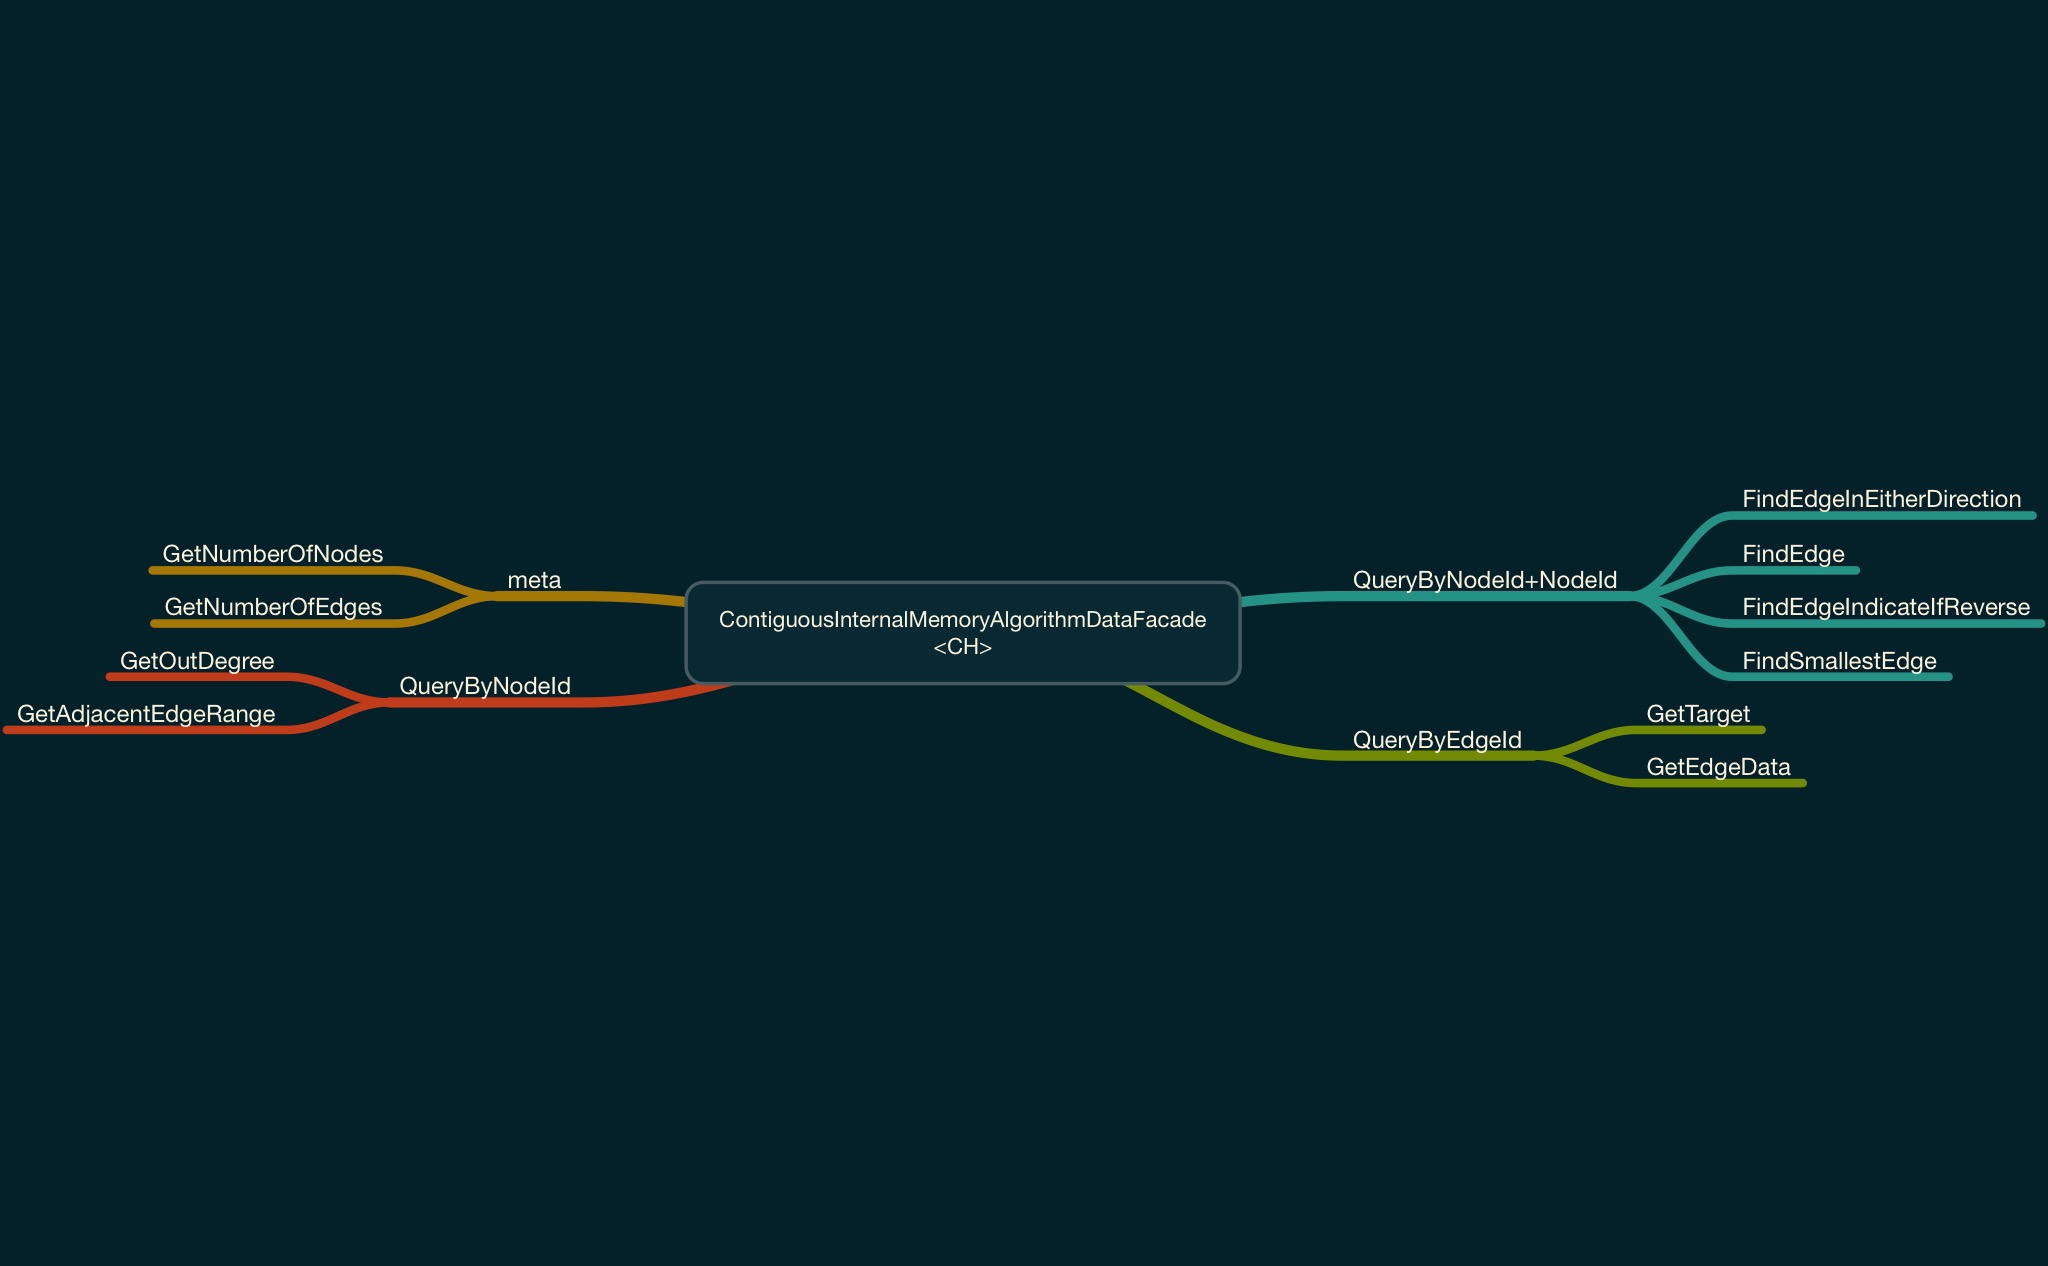 ContiguousInternalMemoryAlgorithmDataFacade
<CH>
meta
GetNumberOfNodes
GetNumberOfEdges
QueryByNodeId
GetOutDegree
GetAdjacentEdgeRange
QueryByNodeId+NodeId
FindEdgeInEitherDirection
FindEdge
FindEdgeIndicateIfReverse
FindSmallestEdge
QueryByEdgeId
GetTarget
GetEdgeData